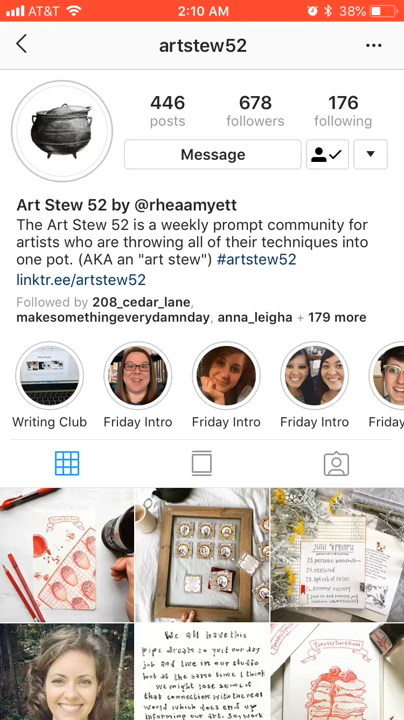 AT&T 2:10 AM 38%
artstew52
446 678 176
posts followers following
Message
Art Stew 52 by @rheaamyett
The Art Stew 52 is a weekly prompt community for
artists who are throwing all of their techniques into
one pot. (AKA an "art stew") #artstew52
linktr.ee/artstew52
Followed by 208_cedar_lane,
makesomethingeverydamnday, anna_leigha + 179 more
Writing Club Friday Intro Friday Intro Friday Intro Friday
We all have this
pipe dream to quit our day
job and live in our studio
but at the same time I think
we might lose some of
that connection with the real
world which does end up
informing our art.